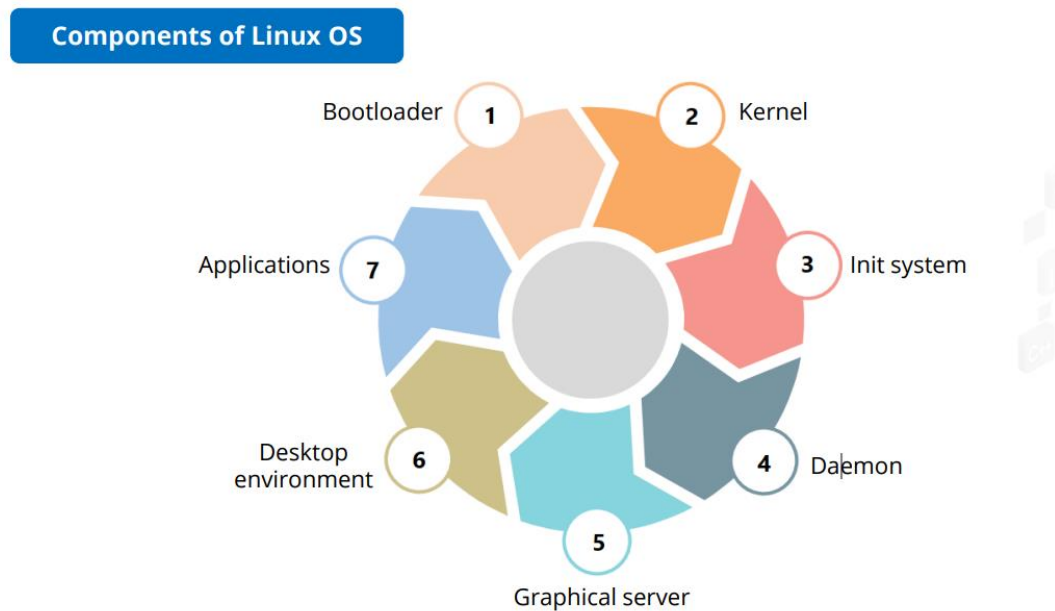 Components of Linux OS
Bootloader
1
2
Kernel
Applications
7
3
Init system
C++
Desktop
environment
6
4
Daemon
5
Graphical server